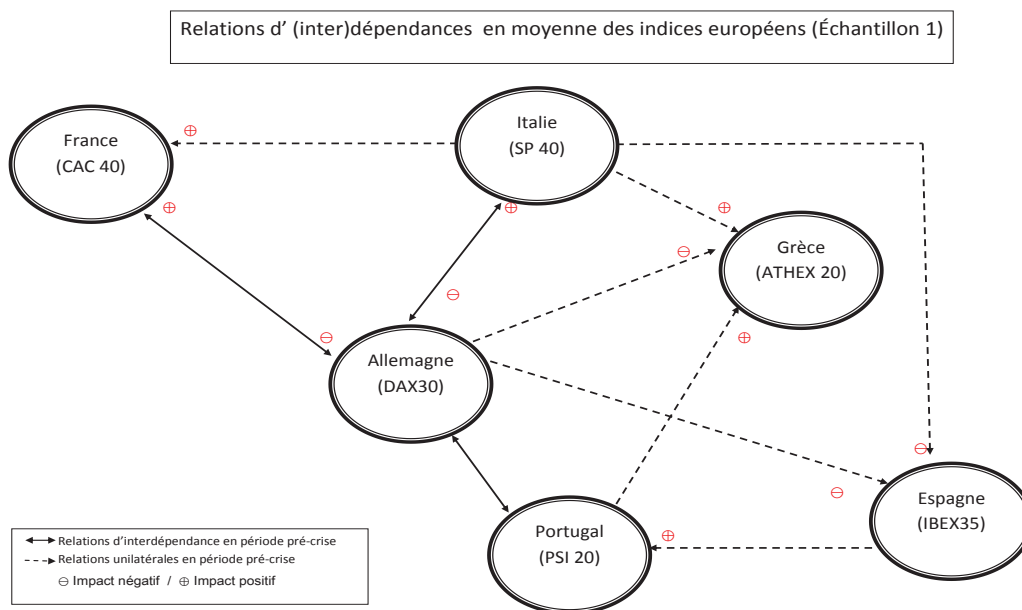 Relations d’ (inter)dépendances en moyenne des indices européens (Échantillon 1)
Italie
(SP 40)
France
(CAC 40)
Grèce
(ATHEX 20)
Allemagne
(DAX30)
Espagne
(IBEX35)
Portugal
(PSI 20)
Relations d’interdépendance en période pré-crise
Relations unilatérales en période pré-crise
⊖ Impact négatif / ⊕ Impact positif